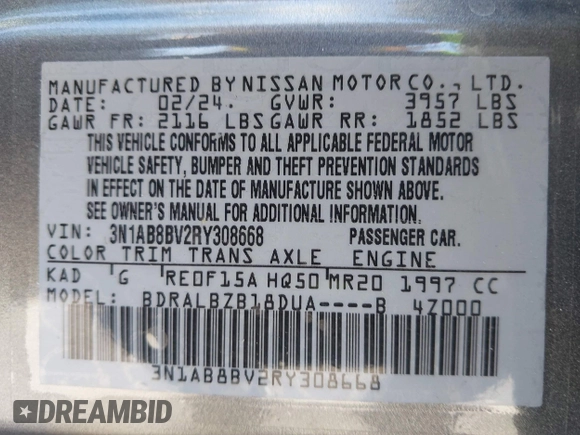 MANUFACTURED BY NISSAN MOTOR CO., LTD.
DATE: 02/24. GVWR: 3957 LBS
GAWR FR: 2116 LBS GAWR RR: 1852 LBS
THIS VEHICLE CONFORMS TO ALL APPLICABLE FEDERAL MOTOR
VEHICLE SAFETY, BUMPER AND THEFT PREVENTION STANDARDS
IN EFFECT ON THE DATE OF MANUFACTURE SHOWN ABOVE.
SEE OWNER'S MANUAL FOR ADDITIONAL INFORMATION.
VIN: 3N1AB8BV2RY308668 PASSENGER CAR.
COLOR TRIM TRANS AXLE ENGINE
KAD G RE0F15A HQ50 MR20 1997 CC
MODEL: BDRALBZB18DUA----B 4Z000
3N1AB8BV2RY308668
DREAMBID